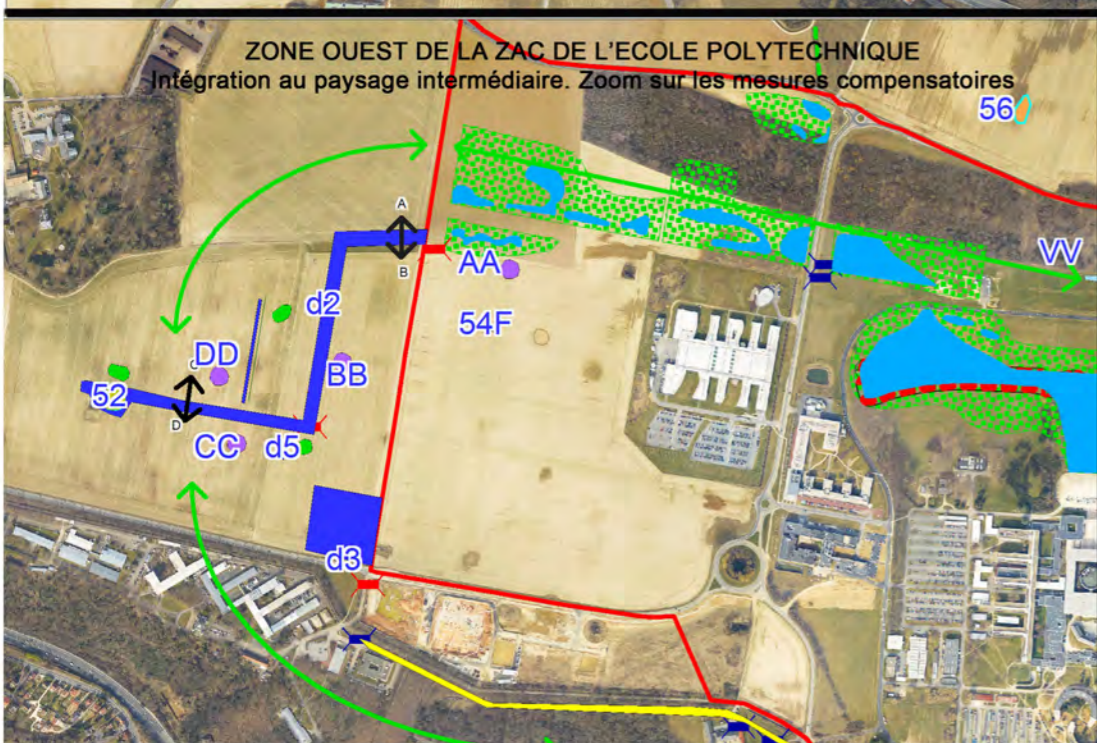 ZONE OUEST DE LA ZAC DE L'ECOLE POLYTECHNIQUE
Intégration au paysage intermédiaire. Zoom sur les mesures compensatoires
56
A
B
AA
VV
d2
54F
DD
BB
C
52
D
CC
d5
d3